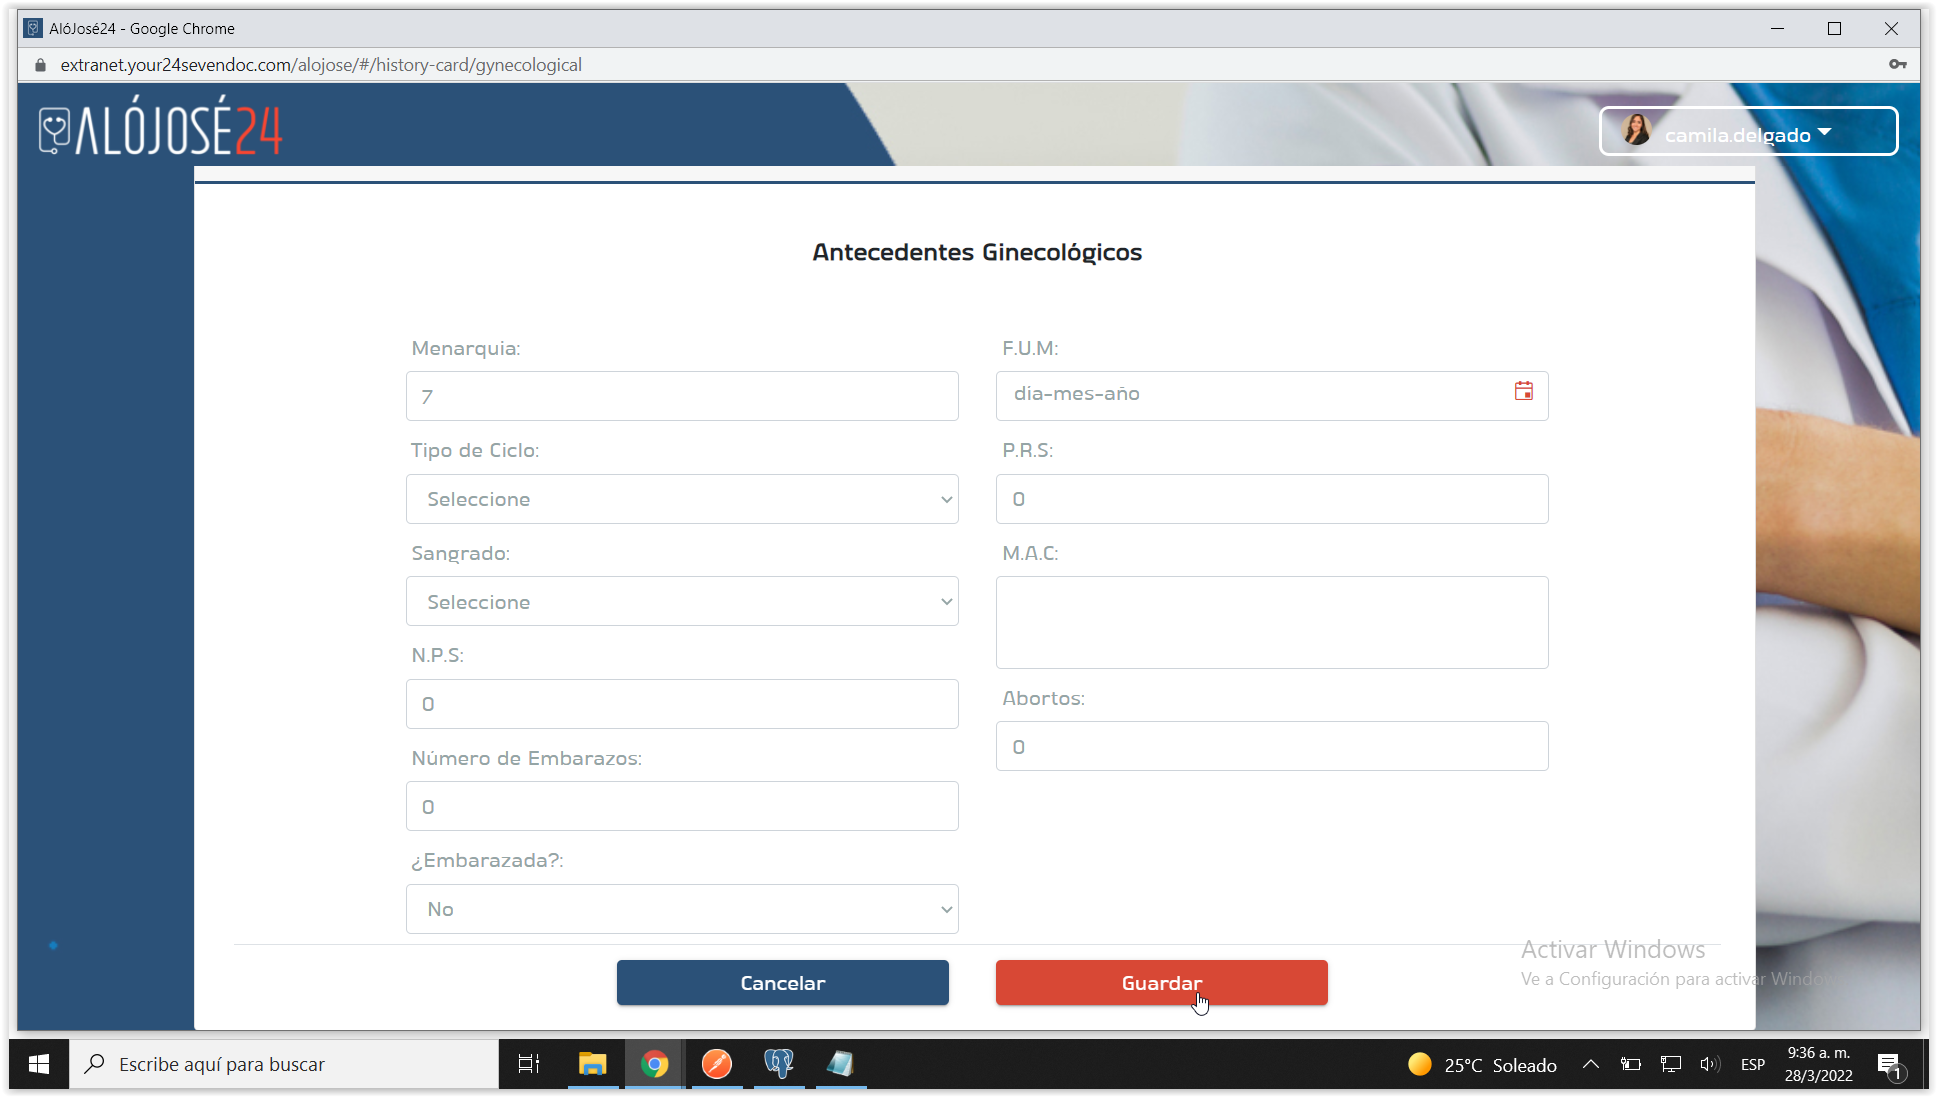 AlóJosé24 - Google Chrome
extranet.your24sevendoc.com/alojose/#/history-card/gynecological
ALÓJOSÉ24
camila.delgado
Antecedentes Ginecológicos
Menarquia:
F.U.M:
7
dia-mes-año
Tipo de Ciclo:
P.R.S:
Seleccione
0
Sangrado:
M.A.C:
Seleccione
N.P.S:
0
Abortos:
0
Número de Embarazos:
0
¿Embarazada?:
No
Cancelar
Guardar
Activar Windows
Ve a Configuración para activar Windows
Escribe aquí para buscar
25°C Soleado
ESP
9:36 a. m.
28/3/2022
1